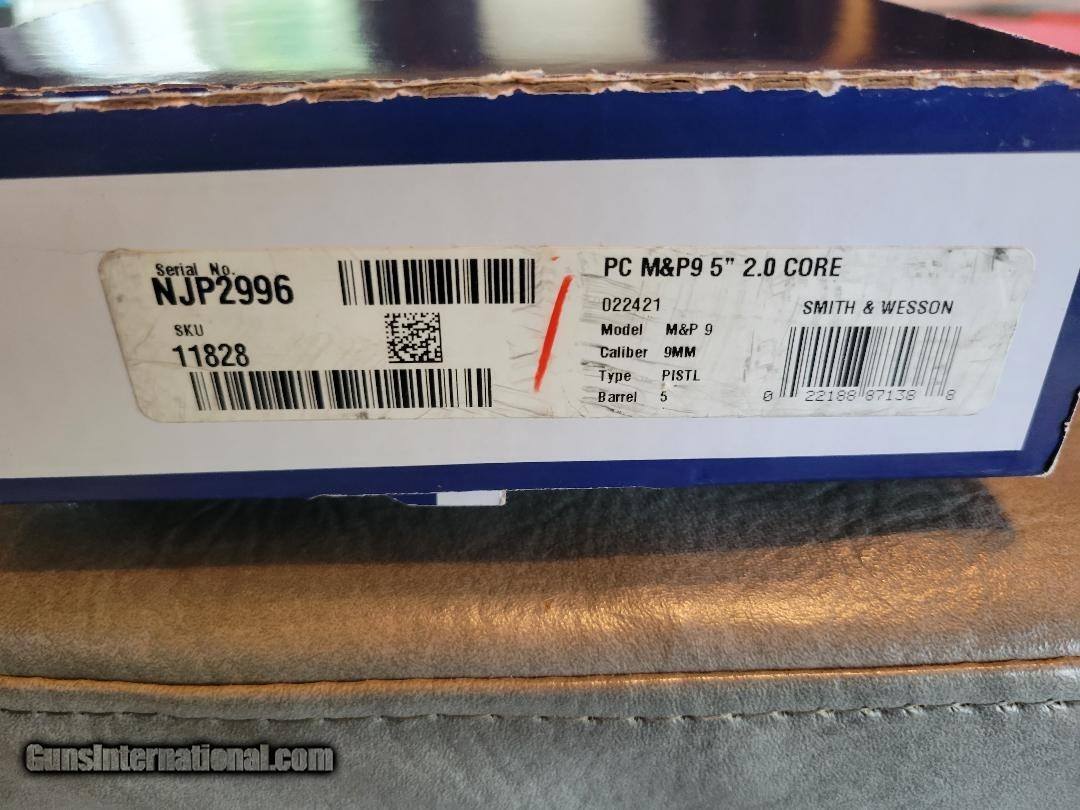 Serial No.
NJP2996
SKU
11828
PC M&P9 5” 2.0 CORE
022421
SMITH & WESSON
Model M&P 9
Caliber 9MM
Type PISTL
Barrel 5
0 22188 87138 8
GunsInternational.com